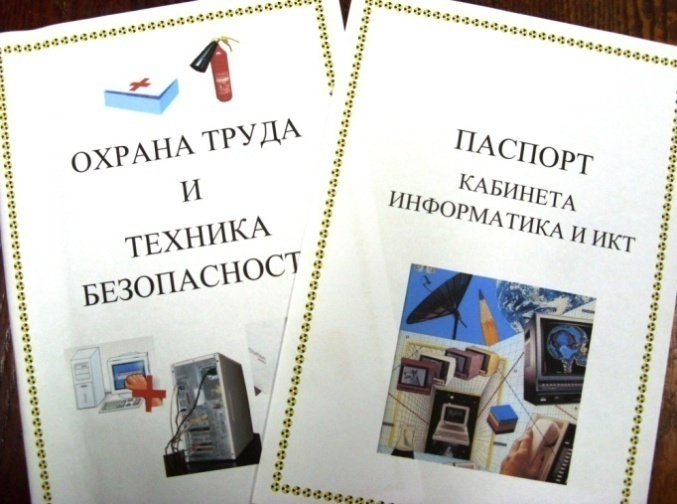 ОХРАНА ТРУДА
И
ТЕХНИКА
БЕЗОПАСНОСТ
ПАСПОРТ
КАБИНЕТА
ИНФОРМАТИКА И ИКТ